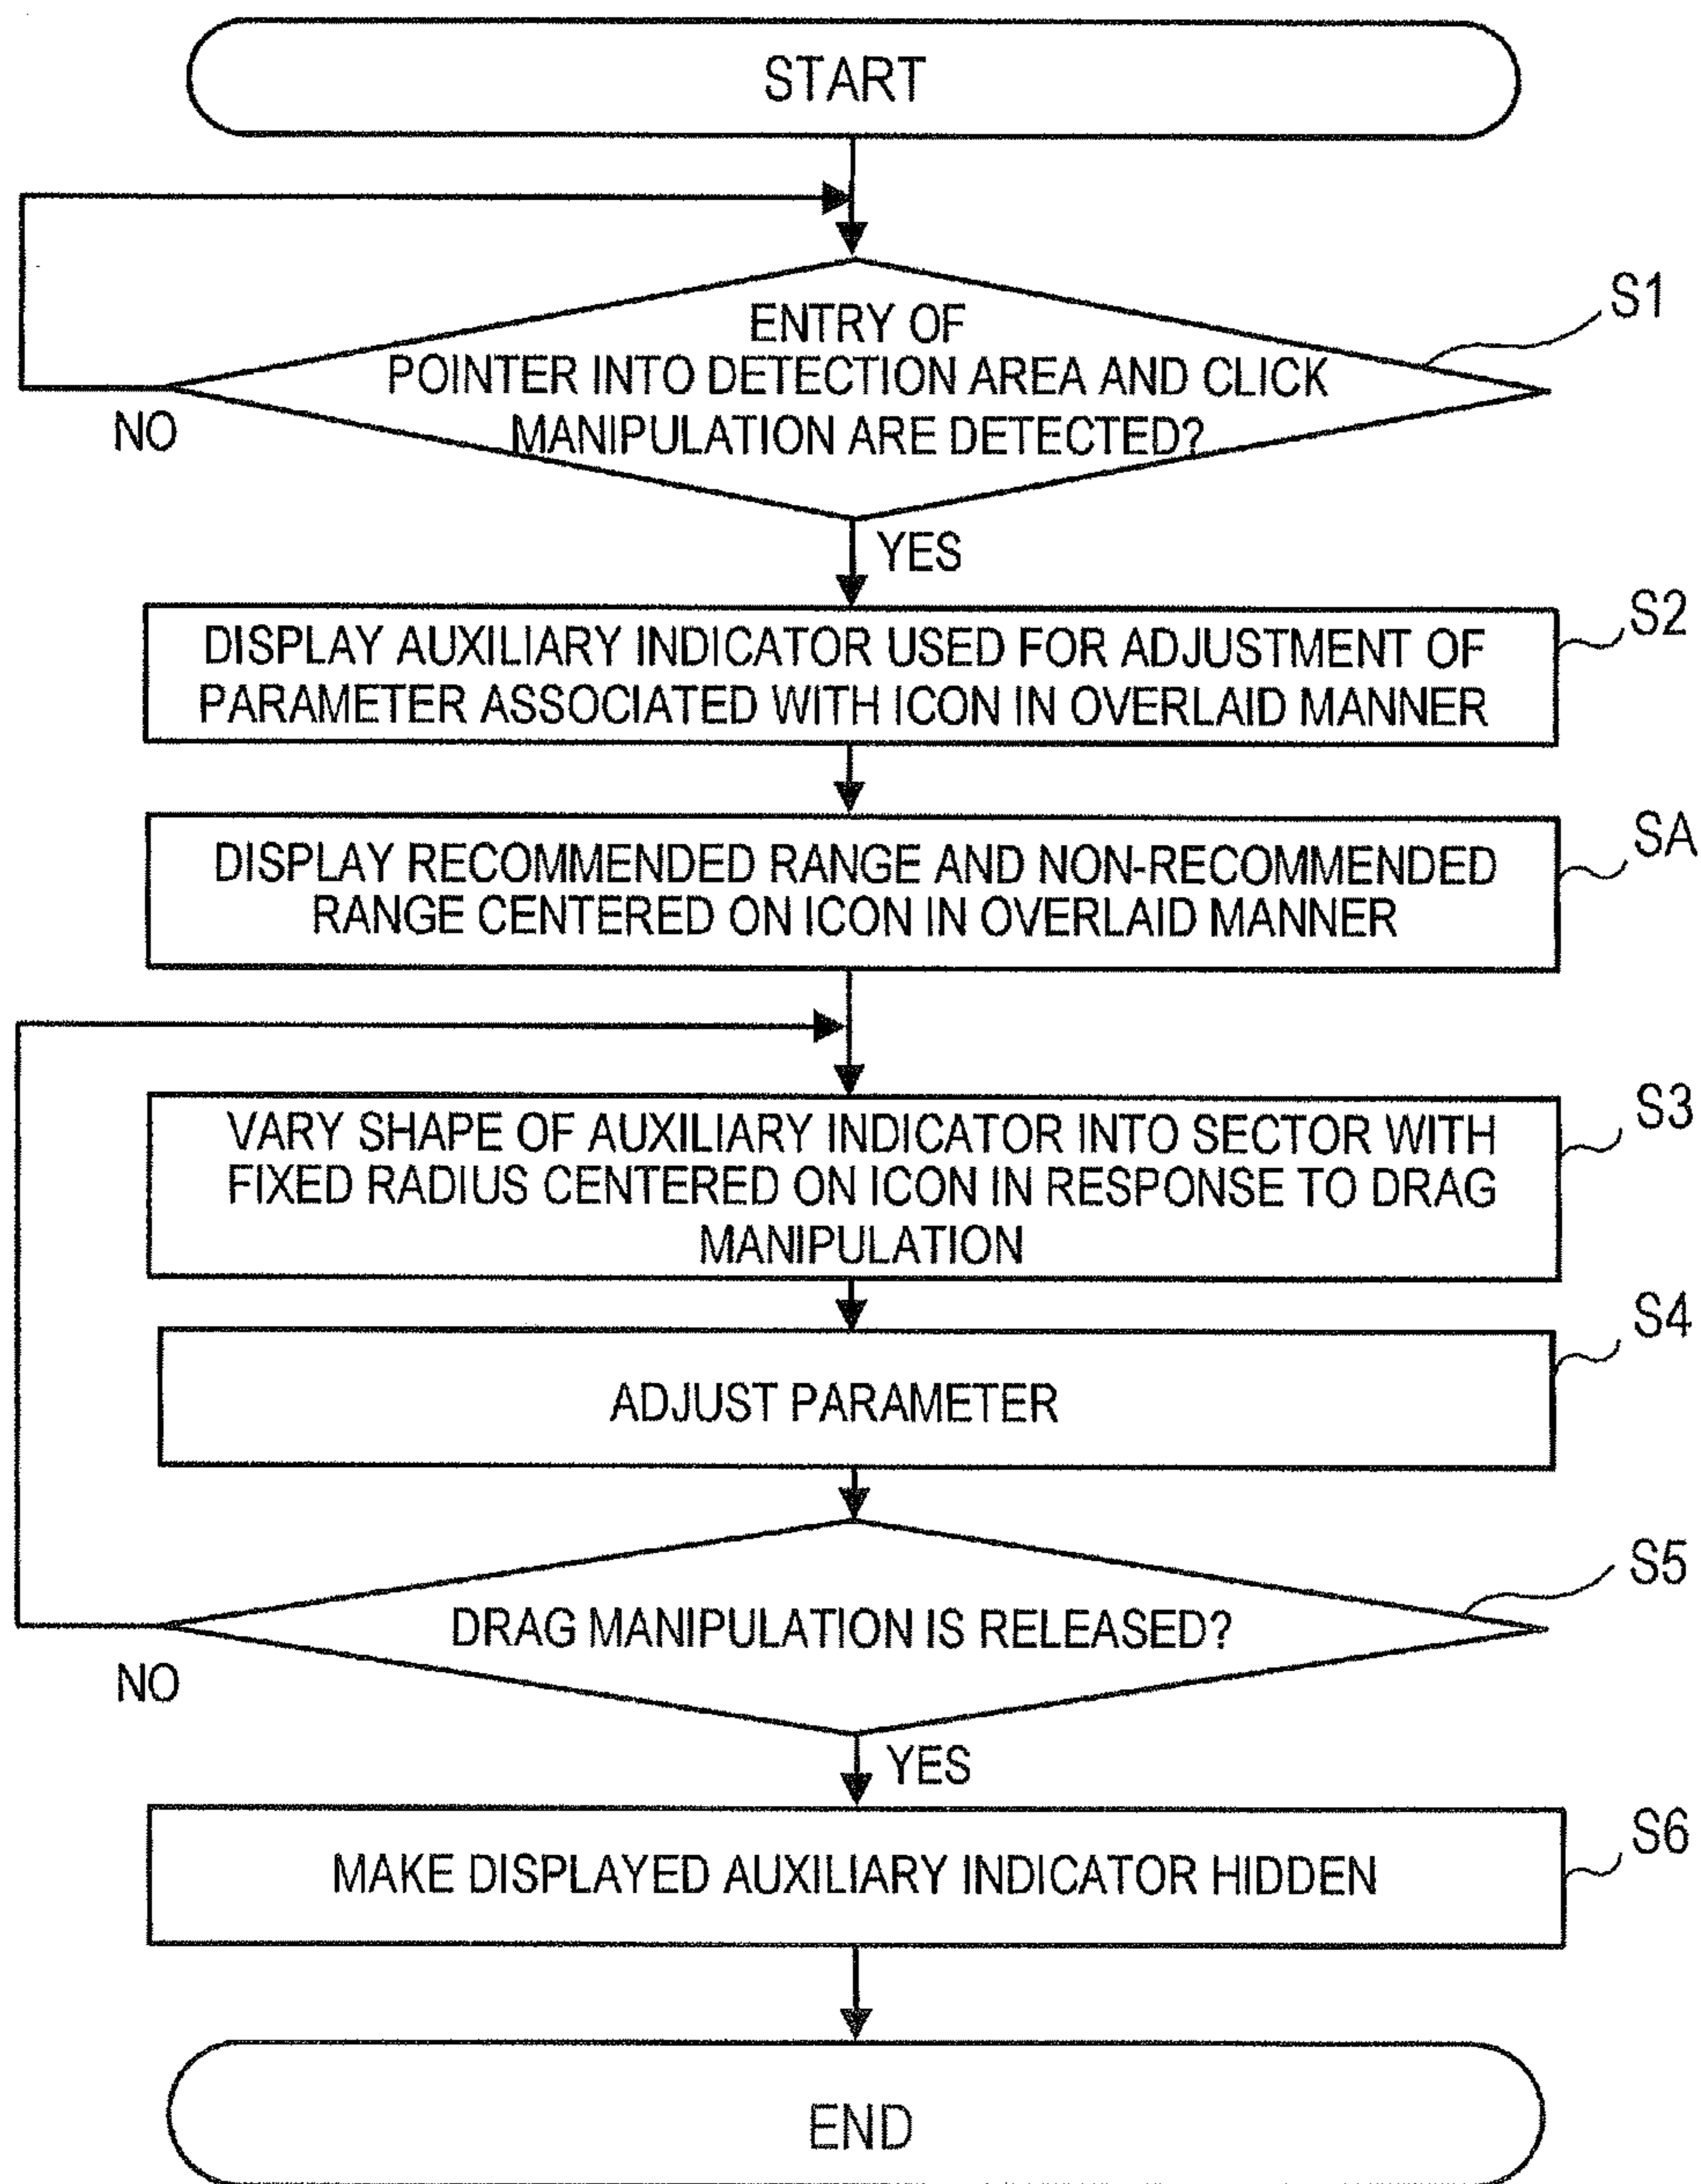 START
ENTRY OF
POINTER INTO DETECTION AREA AND CLICK
MANIPULATION ARE DETECTED?
S1
NO
YES
DISPLAY AUXILIARY INDICATOR USED FOR ADJUSTMENT OF
PARAMETER ASSOCIATED WITH ICON IN OVERLAID MANNER
S2
DISPLAY RECOMMENDED RANGE AND NON-RECOMMENDED
RANGE CENTERED ON ICON IN OVERLAID MANNER
SA
VARY SHAPE OF AUXILIARY INDICATOR INTO SECTOR WITH
FIXED RADIUS CENTERED ON ICON IN RESPONSE TO DRAG
MANIPULATION
S3
ADJUST PARAMETER
S4
DRAG MANIPULATION IS RELEASED?
S5
NO
YES
MAKE DISPLAYED AUXILIARY INDICATOR HIDDEN
S6
END